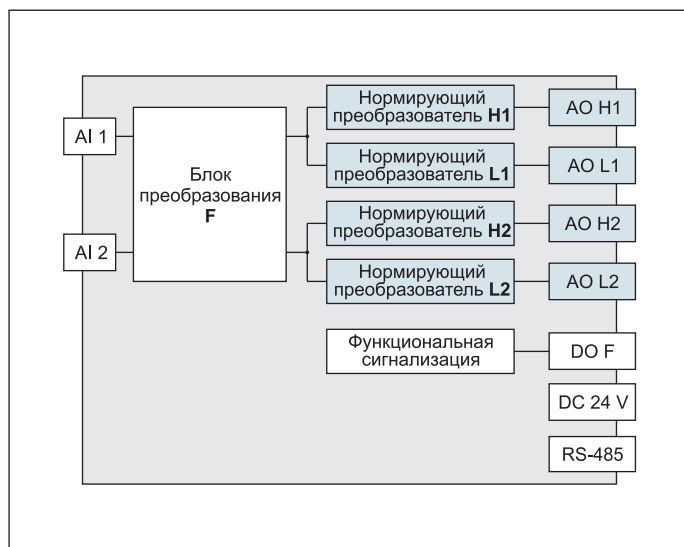 AI 1
AI 2
Блок
преобразования
F
Нормирующий
преобразователь H1
AO H1
Нормирующий
преобразователь L1
AO L1
Нормирующий
преобразователь H2
AO H2
Нормирующий
преобразователь L2
AO L2
Функциональная
сигнализация
DO F
DC 24 V
RS-485